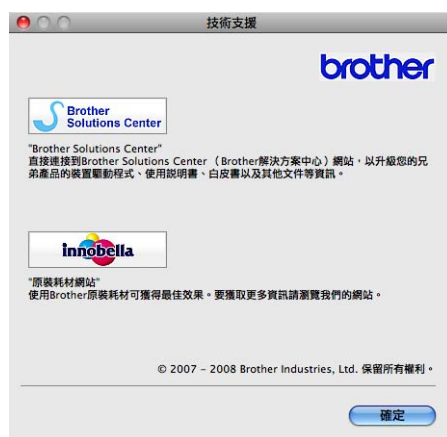 技術支援
brother
Brother
Solutions Center
"Brother Solutions Center"
直接連接到Brother Solutions Center （Brother解決方案中心）網站，以升級您的兄
弟產品的裝置驅動程式、使用說明書、白皮書以及其他文件等資訊。
innobella
"原裝耗材網站"
使用Brother原裝耗材可獲得最佳效果。要獲取更多資訊請瀏覽我們的網站。
© 2007 – 2008 Brother Industries, Ltd. 保留所有權利。
確定